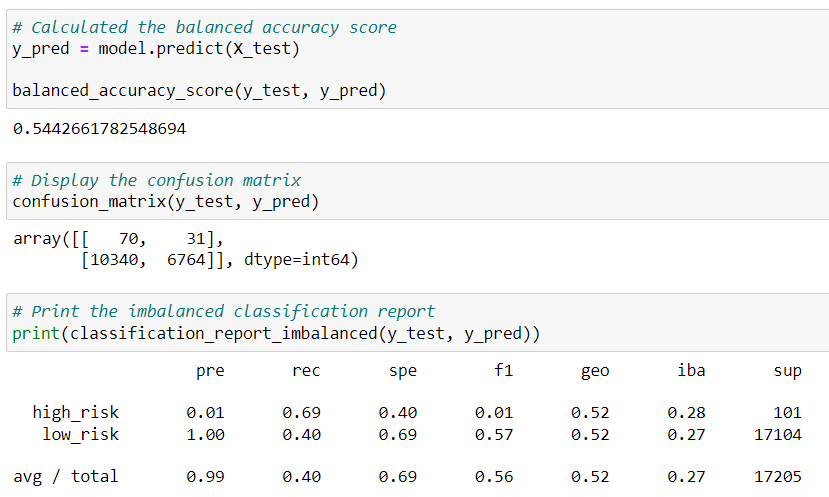 # Calculated the balanced accuracy score
y_pred = model.predict(X_test)
balanced_accuracy_score(y_test, y_pred)
0.5442661782548694
# Display the confusion matrix
confusion_matrix(y_test, y_pred)
array([[   70,    31],
       [10340,  6764]], dtype=int64)
# Print the imbalanced classification report
print(classification_report_imbalanced(y_test, y_pred))
pre rec spe f1 geo iba sup
high_risk 0.01 0.69 0.40 0.01 0.52 0.28 101
low_risk 1.00 0.40 0.69 0.57 0.52 0.27 17104
avg / total 0.99 0.40 0.69 0.56 0.52 0.27 17205